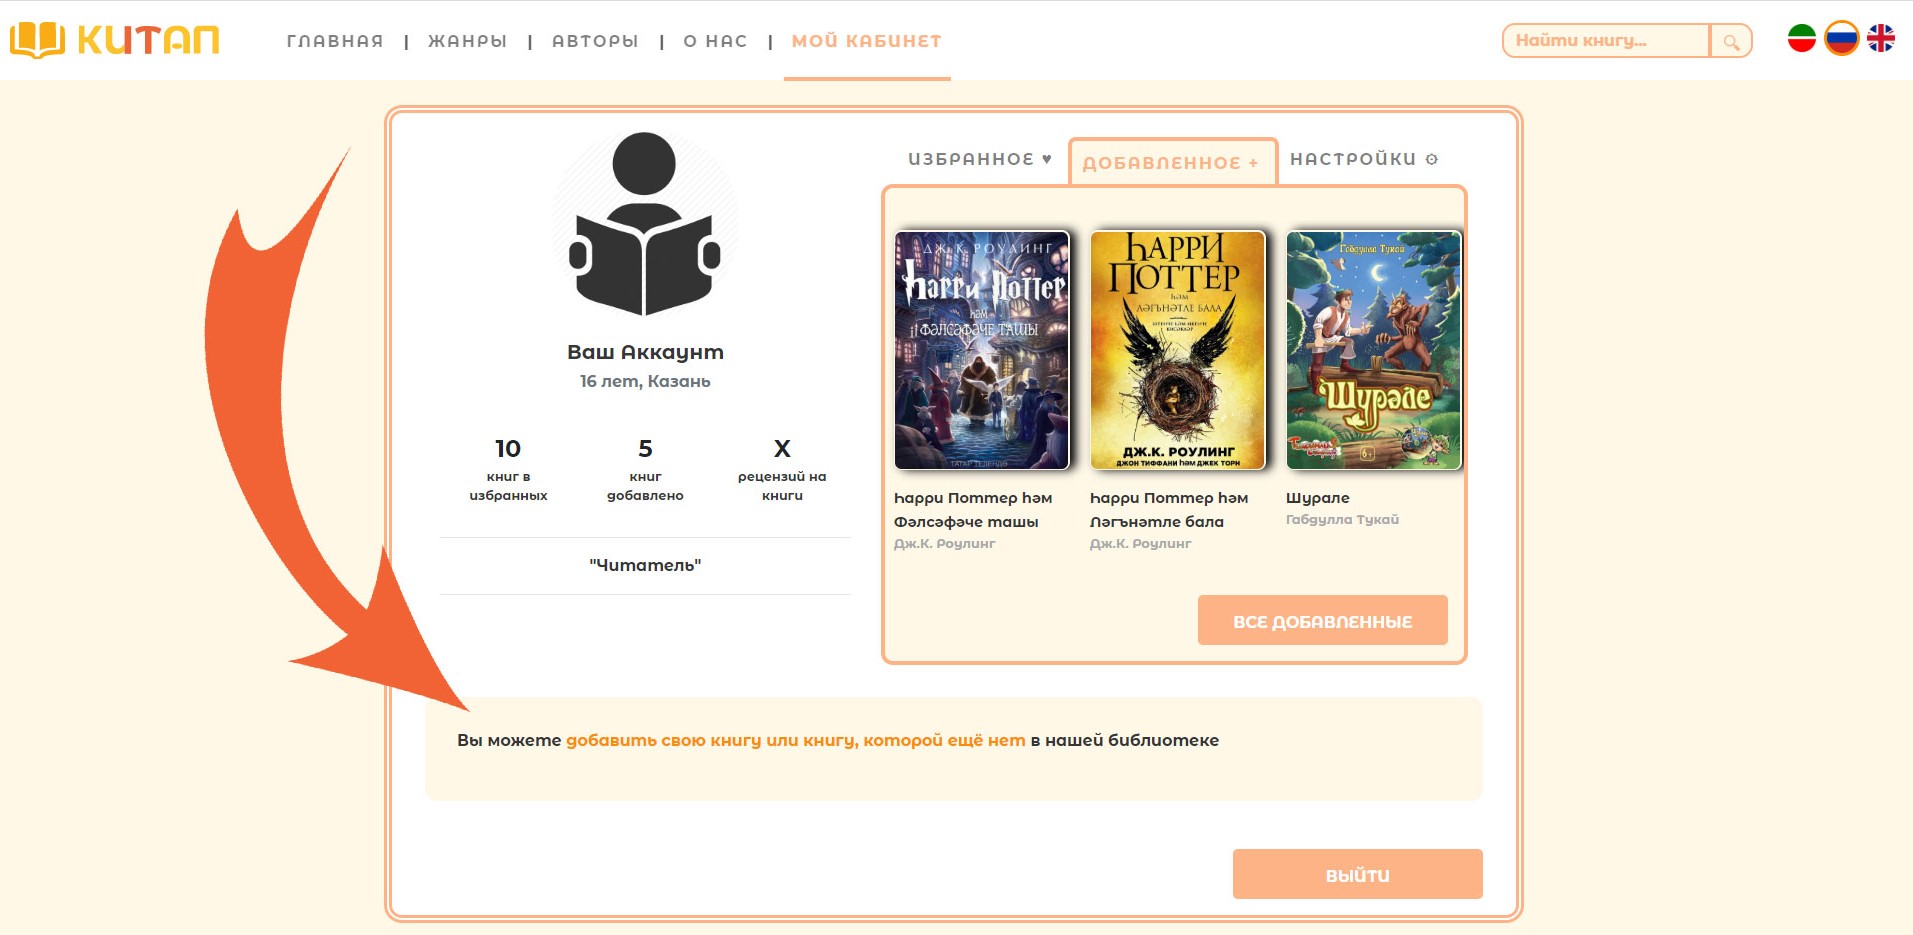 КИТАП
ГЛАВНАЯ | ЖАНРЫ | АВТОРЫ | О НАС | МОЙ КАБИНЕТ
Найти книгу...
ИЗБРАННОЕ ♥ ДОБАВЛЕННОЕ + НАСТРОЙКИ ⚙
Ваш Аккаунт
16 лет, Казань
10
книг в
избранных
5
книг
добавлено
X
рецензий на
книги
"Читатель"
ДЖ. К. РОУЛИНГ
Һарри Поттер
ҺӘМ
ФӘЛСӘФӘЧЕ ТАШЫ
ТАТАР ТЕЛЕНДӘ
Һарри Поттер һәм
Фәлсәфәче ташы
Дж.К. Роулинг
ҺАРРИ
ПОТТЕР
ҺӘМ
ЛӘГЪНӘТЛЕ БАЛА
ДЖ.К. РОУЛИНГ
ДЖОН ТИФФАНИ ҺӘМ ДЖЕК ТОРН
Һарри Поттер һәм
Ләгънәтле бала
Дж.К. Роулинг
Габдулла Тукай
Шүрәле
6+
Шурале
Габдулла Тукай
ВСЕ ДОБАВЛЕННЫЕ
Вы можете добавить свою книгу или книгу, которой ещё нет в нашей библиотеке
ВЫЙТИ